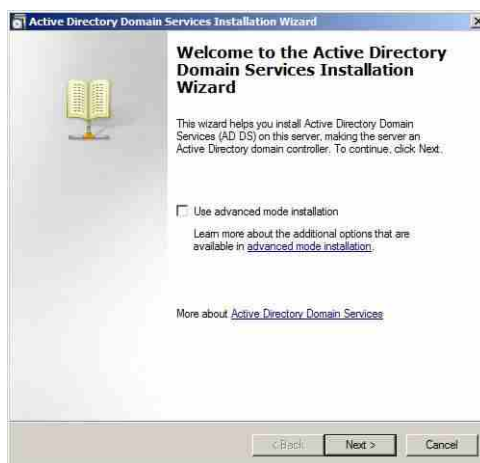 Active Directory Domain Services Installation Wizard
Welcome to the Active Directory
Domain Services Installation
Wizard
This wizard helps you install Active Directory Domain
Services (AD DS) on this server, making the server an
Active Directory domain controller. To continue, click Next.
Use advanced mode installation
Learn more about the additional options that are
available in advanced mode installation.
More about Active Directory Domain Services
< Back
Next >
Cancel